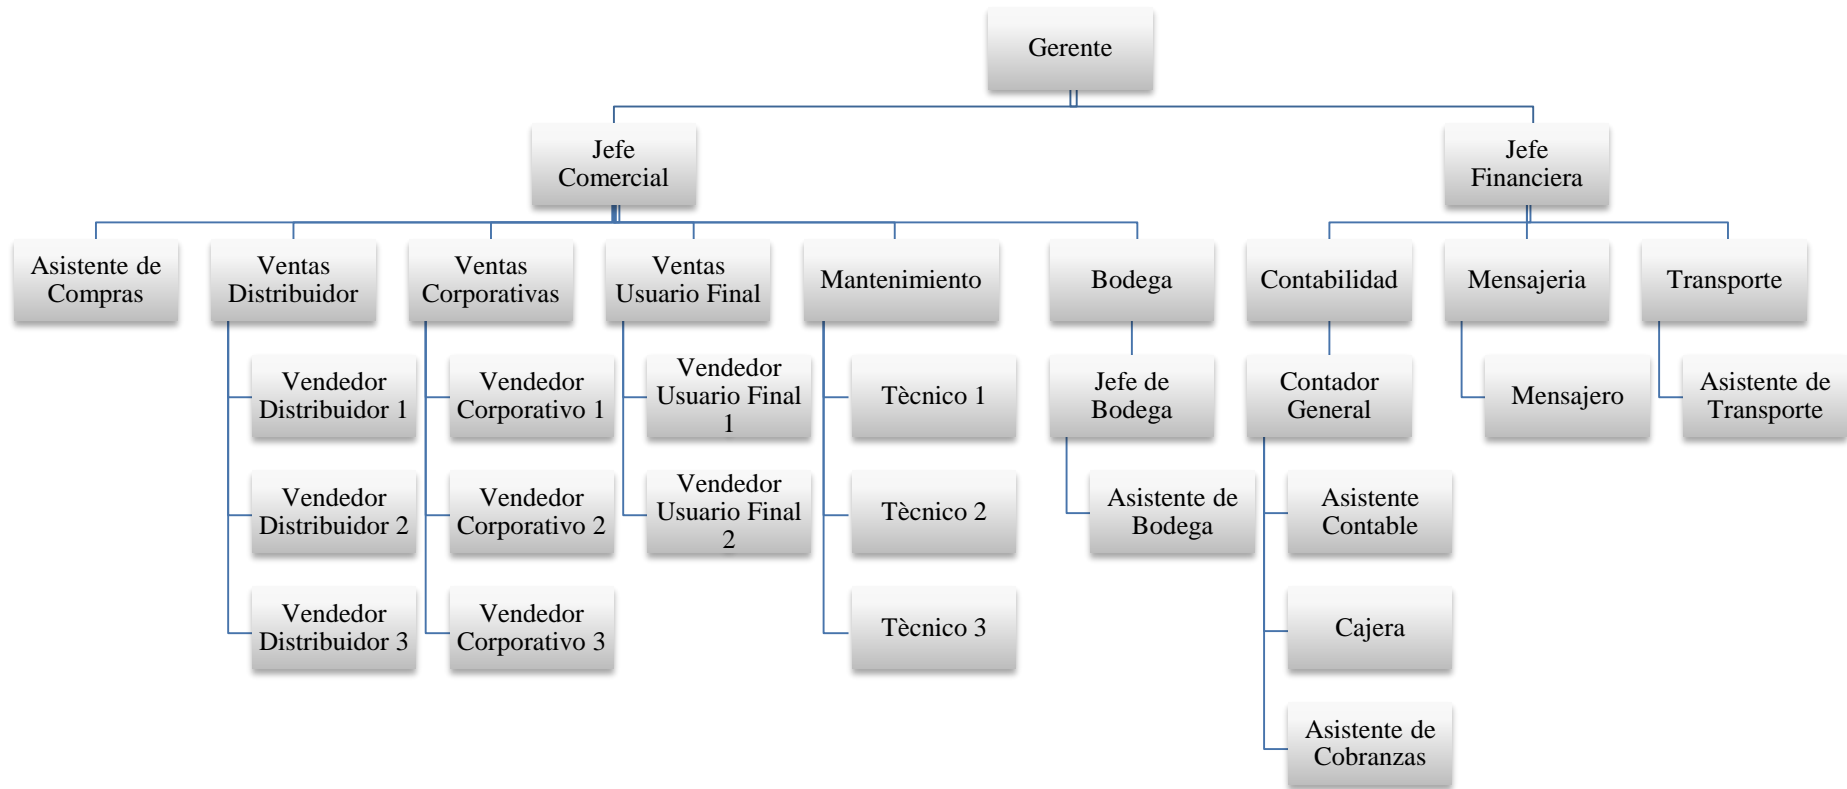 Gerente
Jefe
Comercial
Jefe
Financiera
Asistente de
Compras
Ventas
Distribuidor
Ventas
Corporativas
Ventas
Usuario Final
Mantenimiento
Bodega
Contabilidad
Mensajeria
Transporte
Vendedor
Distribuidor 1
Vendedor
Corporativo 1
Vendedor
Usuario Final
1
Tècnico 1
Jefe de
Bodega
Contador
General
Mensajero
Asistente de
Transporte
Vendedor
Distribuidor 2
Vendedor
Corporativo 2
Vendedor
Usuario Final
2
Tècnico 2
Asistente de
Bodega
Asistente
Contable
Vendedor
Distribuidor 3
Vendedor
Corporativo 3
Tècnico 3
Cajera
Asistente de
Cobranzas